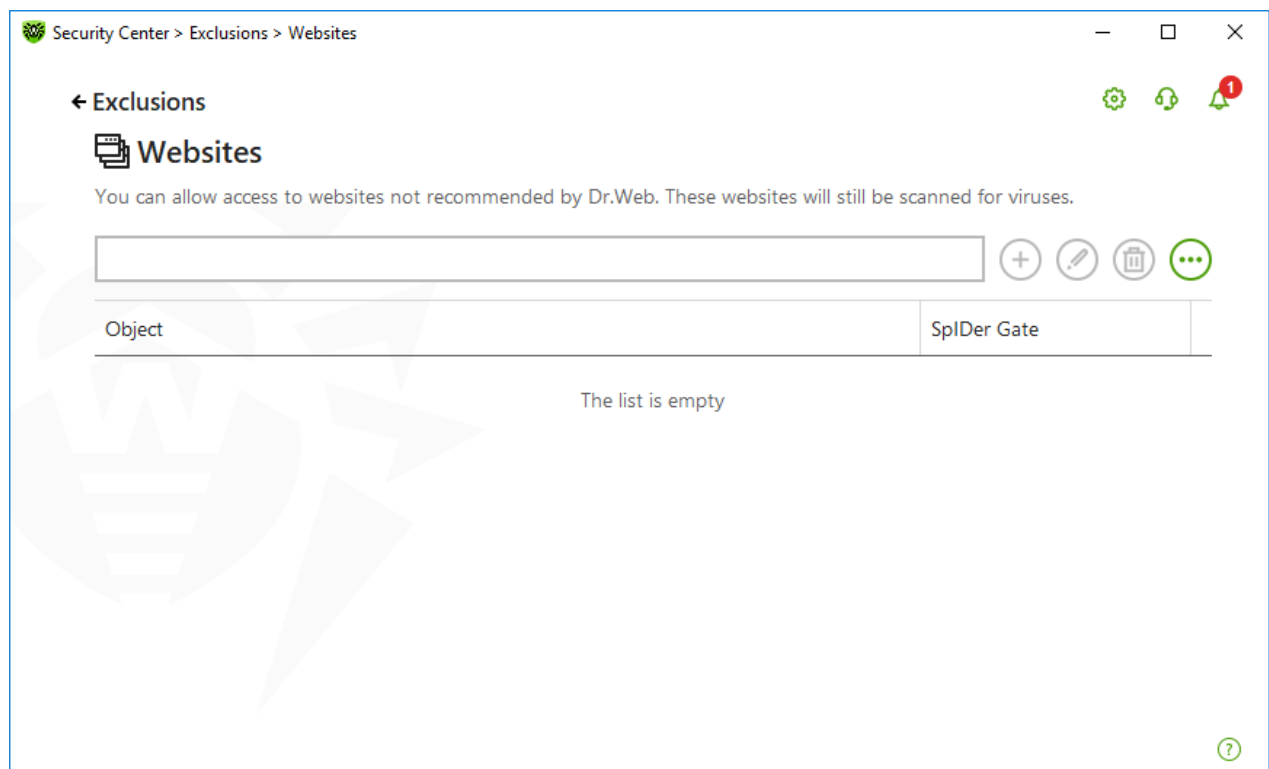 Security Center > Exclusions > Websites
Exclusions
1
Websites
You can allow access to websites not recommended by Dr.Web. These websites will still be scanned for viruses.
Object SpIDer Gate
The list is empty
?